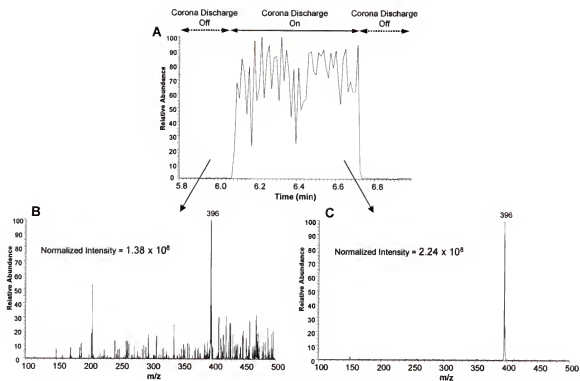 Corona Discharge Off
Corona Discharge On
Corona Discharge Off
A
Relative Abundance
100
90
80
70
60
50
40
30
20
10
0
5.8 6.0 6.2 6.4 6.6 6.8
Time (min)
B
396
Normalized Intensity = 1.38 x 10⁸
Relative Abundance
100
90
80
70
60
50
40
30
20
10
0
100 150 200 250 300 350 400 450 500
m/z
C
396
Normalized Intensity = 2.24 x 10⁸
Relative Abundance
100
90
80
70
60
50
40
30
20
10
0
100 150 200 250 300 350 400 450 500
m/z